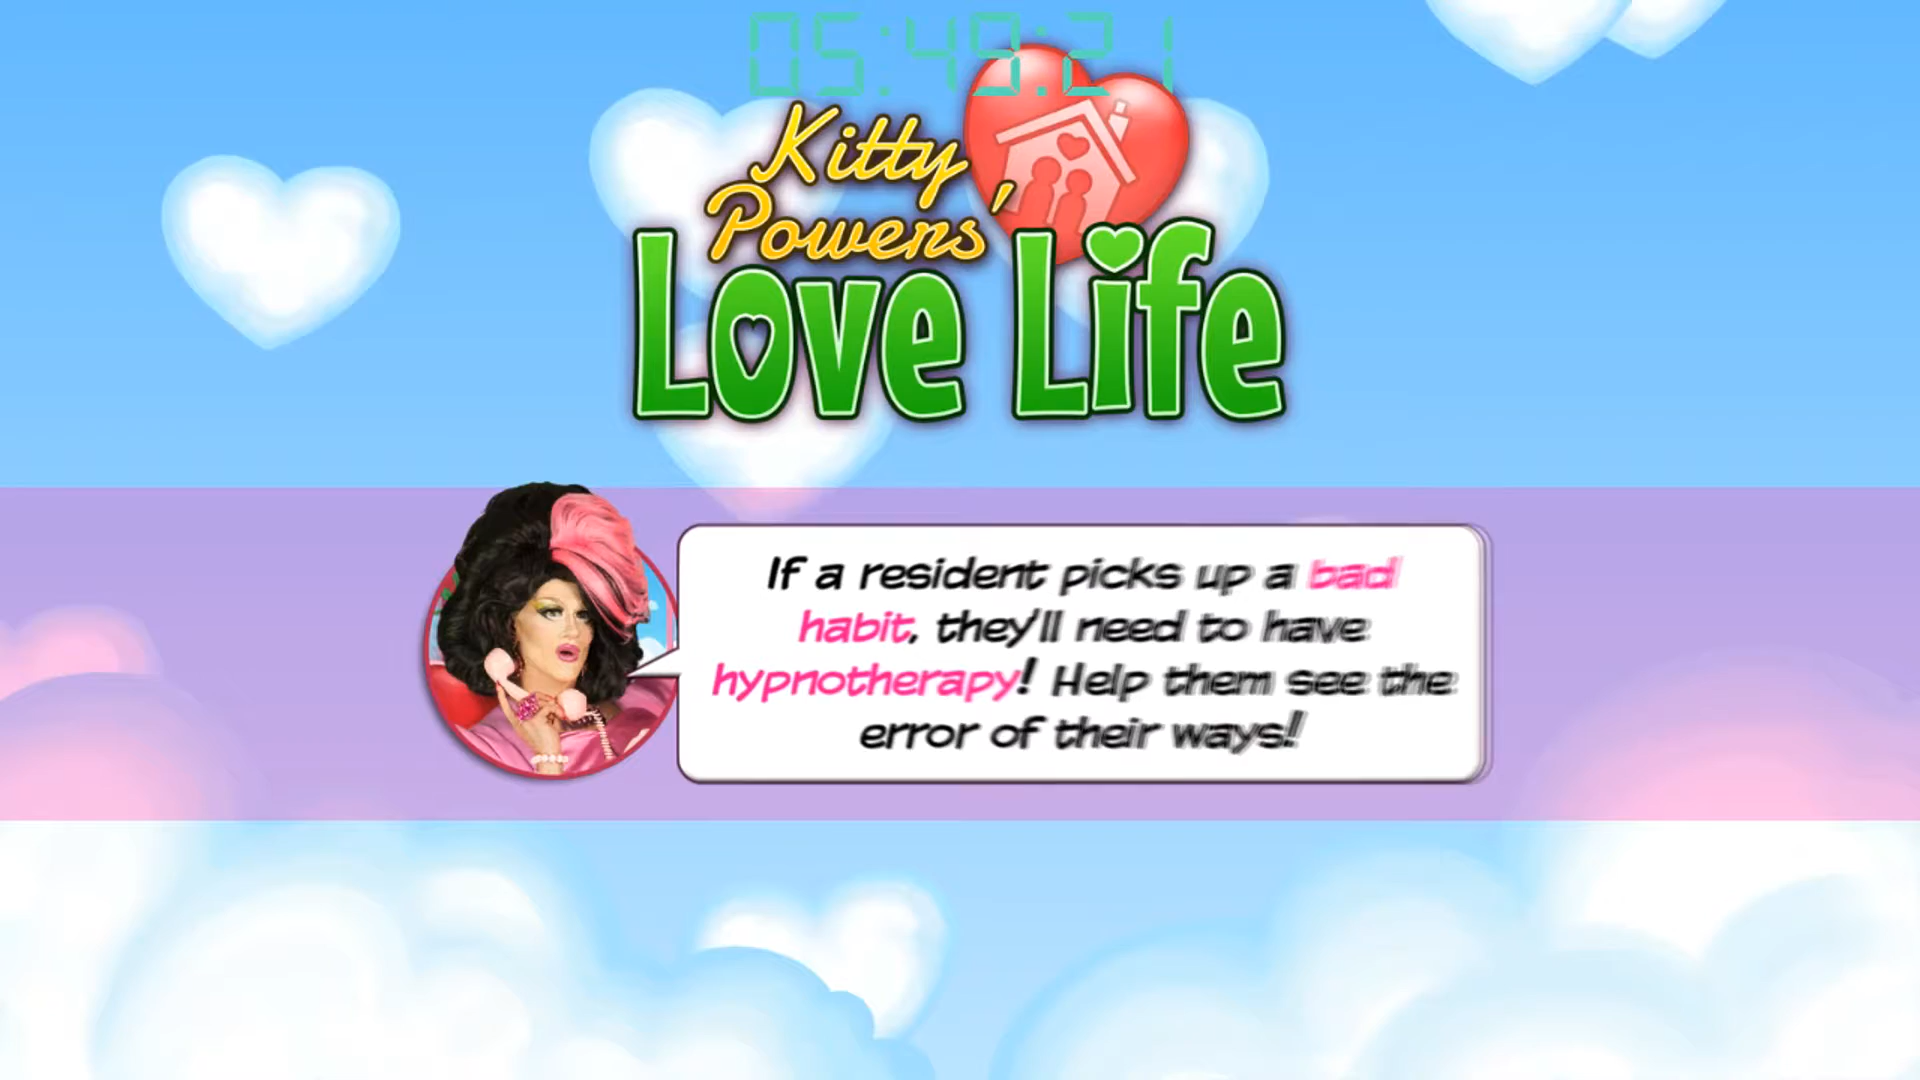 05:49:21
Kitty
Powers'
Love Life
If a resident picks up a bad
habit, they'll need to have
hypnotherapy! Help them see the
error of their ways!